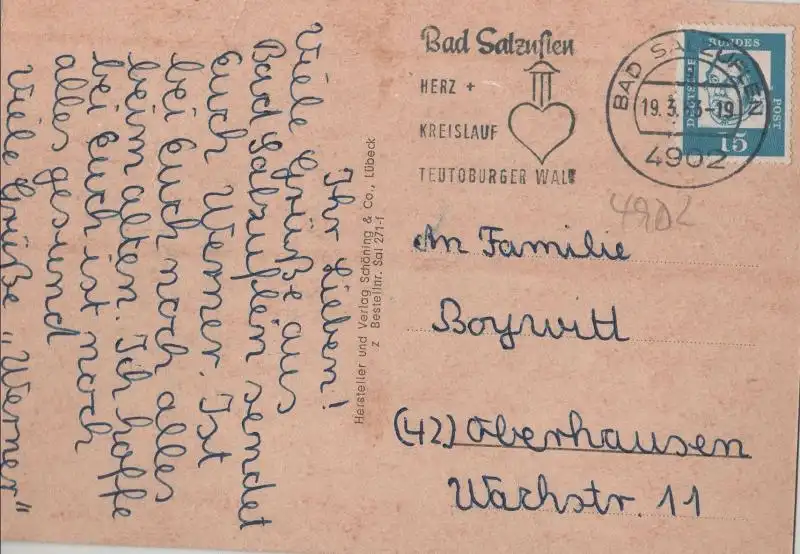 Ihr Lieben!
Viele Grüße aus
Bad Salzuflein sendet
Euch Werner. Ist
bei Euch noch alles
beim alten. Ich hoffe
bei Euch ist noch
alles gesund
Viele Grüße „Werner“
Hersteller und Verlag Schöning & Co., Lübeck
z Bestellnr. Sal 271-f
Bad Salzuflen
HERZ +
KREISLAUF
TEUTOBURGER WALD
BAD SALZUFLEN
19.3. -19
4902
DEUTSCHE
BUNDES
POST
15
4902
An Familie
Boywitt
(42) Oberhausen
Wachstr. 11